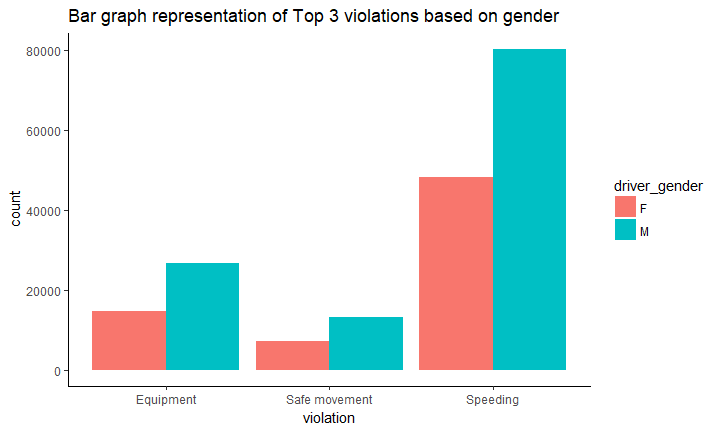 Bar graph representation of Top 3 violations based on gender
count
80000
60000
40000
20000
0
Equipment
Safe movement
Speeding
violation
driver_gender
F
M